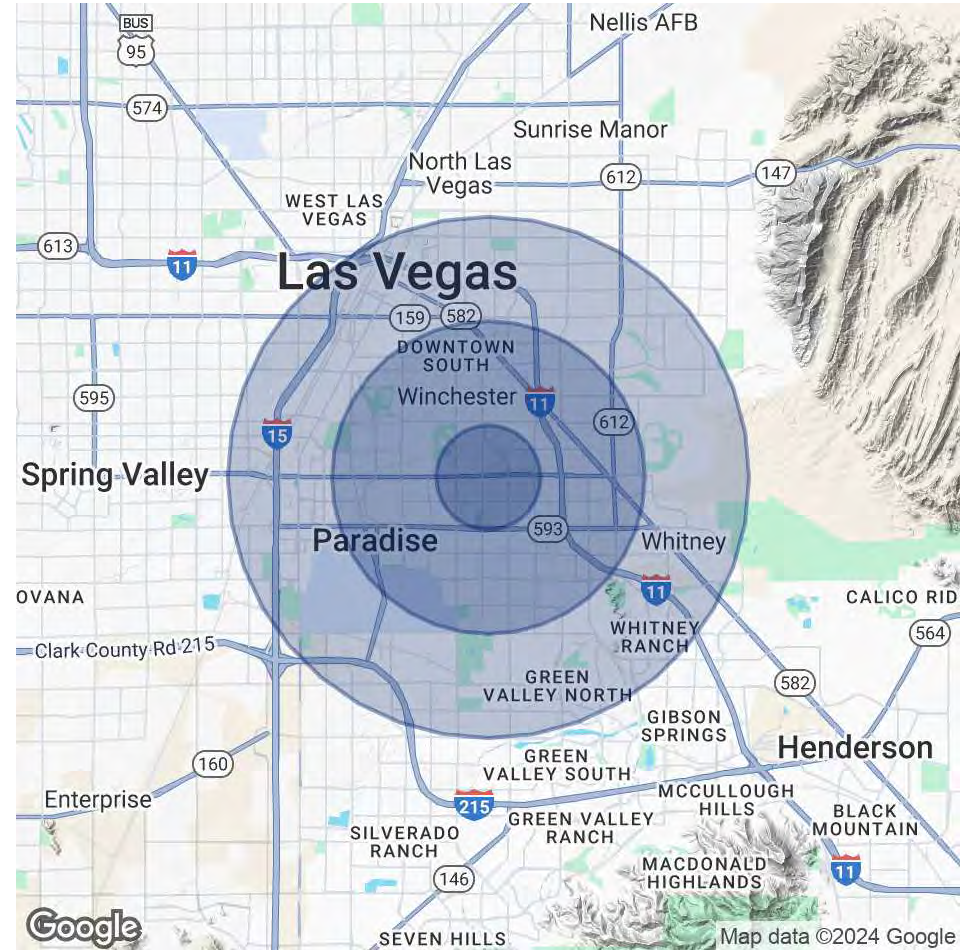 BUS
95
Nellis AFB
574
Sunrise Manor
North Las
Vegas
612
147
WEST LAS
VEGAS
613
11
Las Vegas
159
582
DOWNTOWN
SOUTH
595
Winchester
11
15
612
Spring Valley
593
Paradise
Whitney
11
OVANA
CALICO RID
WHITNEY
RANCH
564
Clark County Rd 215
GREEN
VALLEY NORTH
582
GIBSON
SPRINGS
160
Henderson
GREEN
VALLEY SOUTH
Enterprise
215
MCCULLOUGH
HILLS
GREEN VALLEY
RANCH
BLACK
MOUNTAIN
SILVERADO
RANCH
146
MACDONALD
HIGHLANDS
11
SEVEN HILLS
Google
Map data ©2024 Google